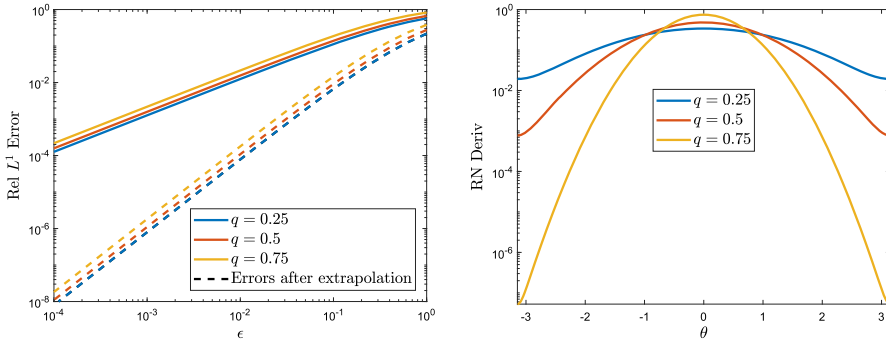 Rel $L^1$ Error
10^0
10^-2
10^-4
10^-6
10^-8
q = 0.25
q = 0.5
q = 0.75
Errors after extrapolation
10^-4
10^-3
10^-2
10^-1
10^0
ϵ
RN Deriv
10^0
10^-2
10^-4
10^-6
q = 0.25
q = 0.5
q = 0.75
-3
-2
-1
0
1
2
3
θ